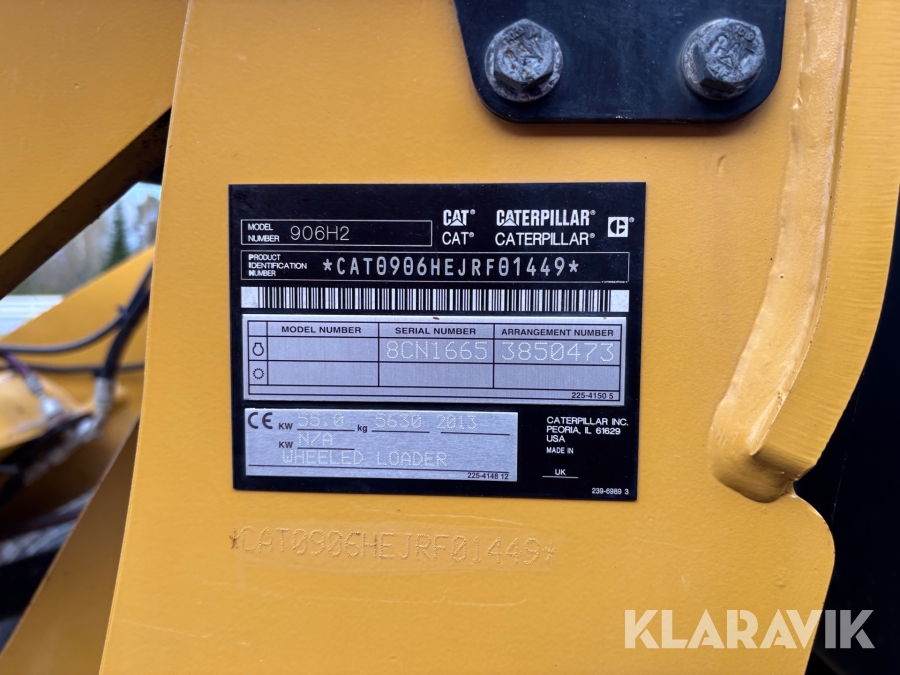 MODEL NUMBER 906H2
CAT® CATERPILLAR®
CAT® CATERPILLAR®
PRODUCT IDENTIFICATION NUMBER *CAT0906HEJRF01449*
MODEL NUMBER SERIAL NUMBER ARRANGEMENT NUMBER
8CN1665 3850473
225-4150 5
CE KW 55.0 kg 5630 2013
KW N/A
WHEELED LOADER
225-4148 12
CATERPILLAR INC.
PEORIA, IL 61629
USA
MADE IN
UK
239-6969 3
*CAT0906HEJRF01449*
KLARAVIK